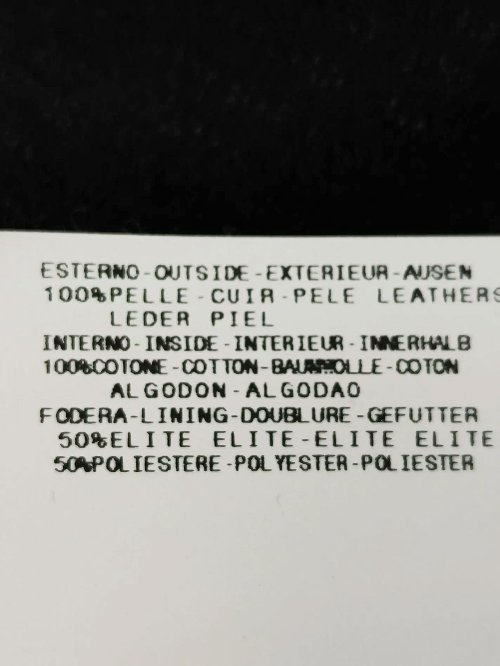 ESTERNO-OUTSIDE-EXTERIEUR-AUSEN
100%PELLE-CUIR-PELE LEATHERS
LEDER PIEL
INTERNO-INSIDE-INTERIEUR-INNERHALB
100%COTONE-COTTON-BAUMWOLLE-COTON
ALGODON-ALGODAO
FODERA-LINING-DOUBLURE-GEFUTTER
50%ELITE ELITE-ELITE ELITE
50%POLIESTERE-POLYESTER-POLIESTER